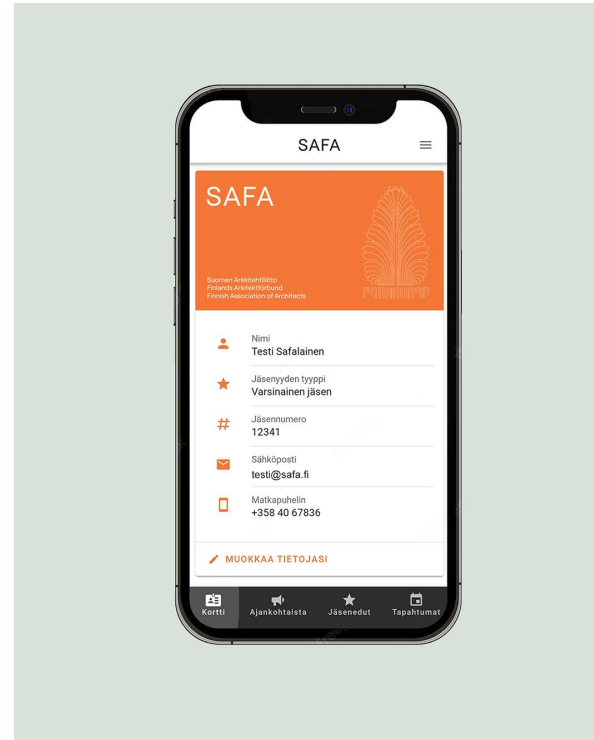 SAFA
SAFA
Suomen Arkkitehtiliitto
Finlands Arkitektförbund
Finnish Association of Architects
Nimi
Testi Safalainen
Jäsenyyden tyyppi
Varsinainen jäsen
Jäsennumero
12341
Sähköposti
testi@safa.fi
Matkapuhelin
+358 40 67836
MUOKKAA TIETOJASI
Kortti Ajankohtaista Jäsenedut Tapahtumat